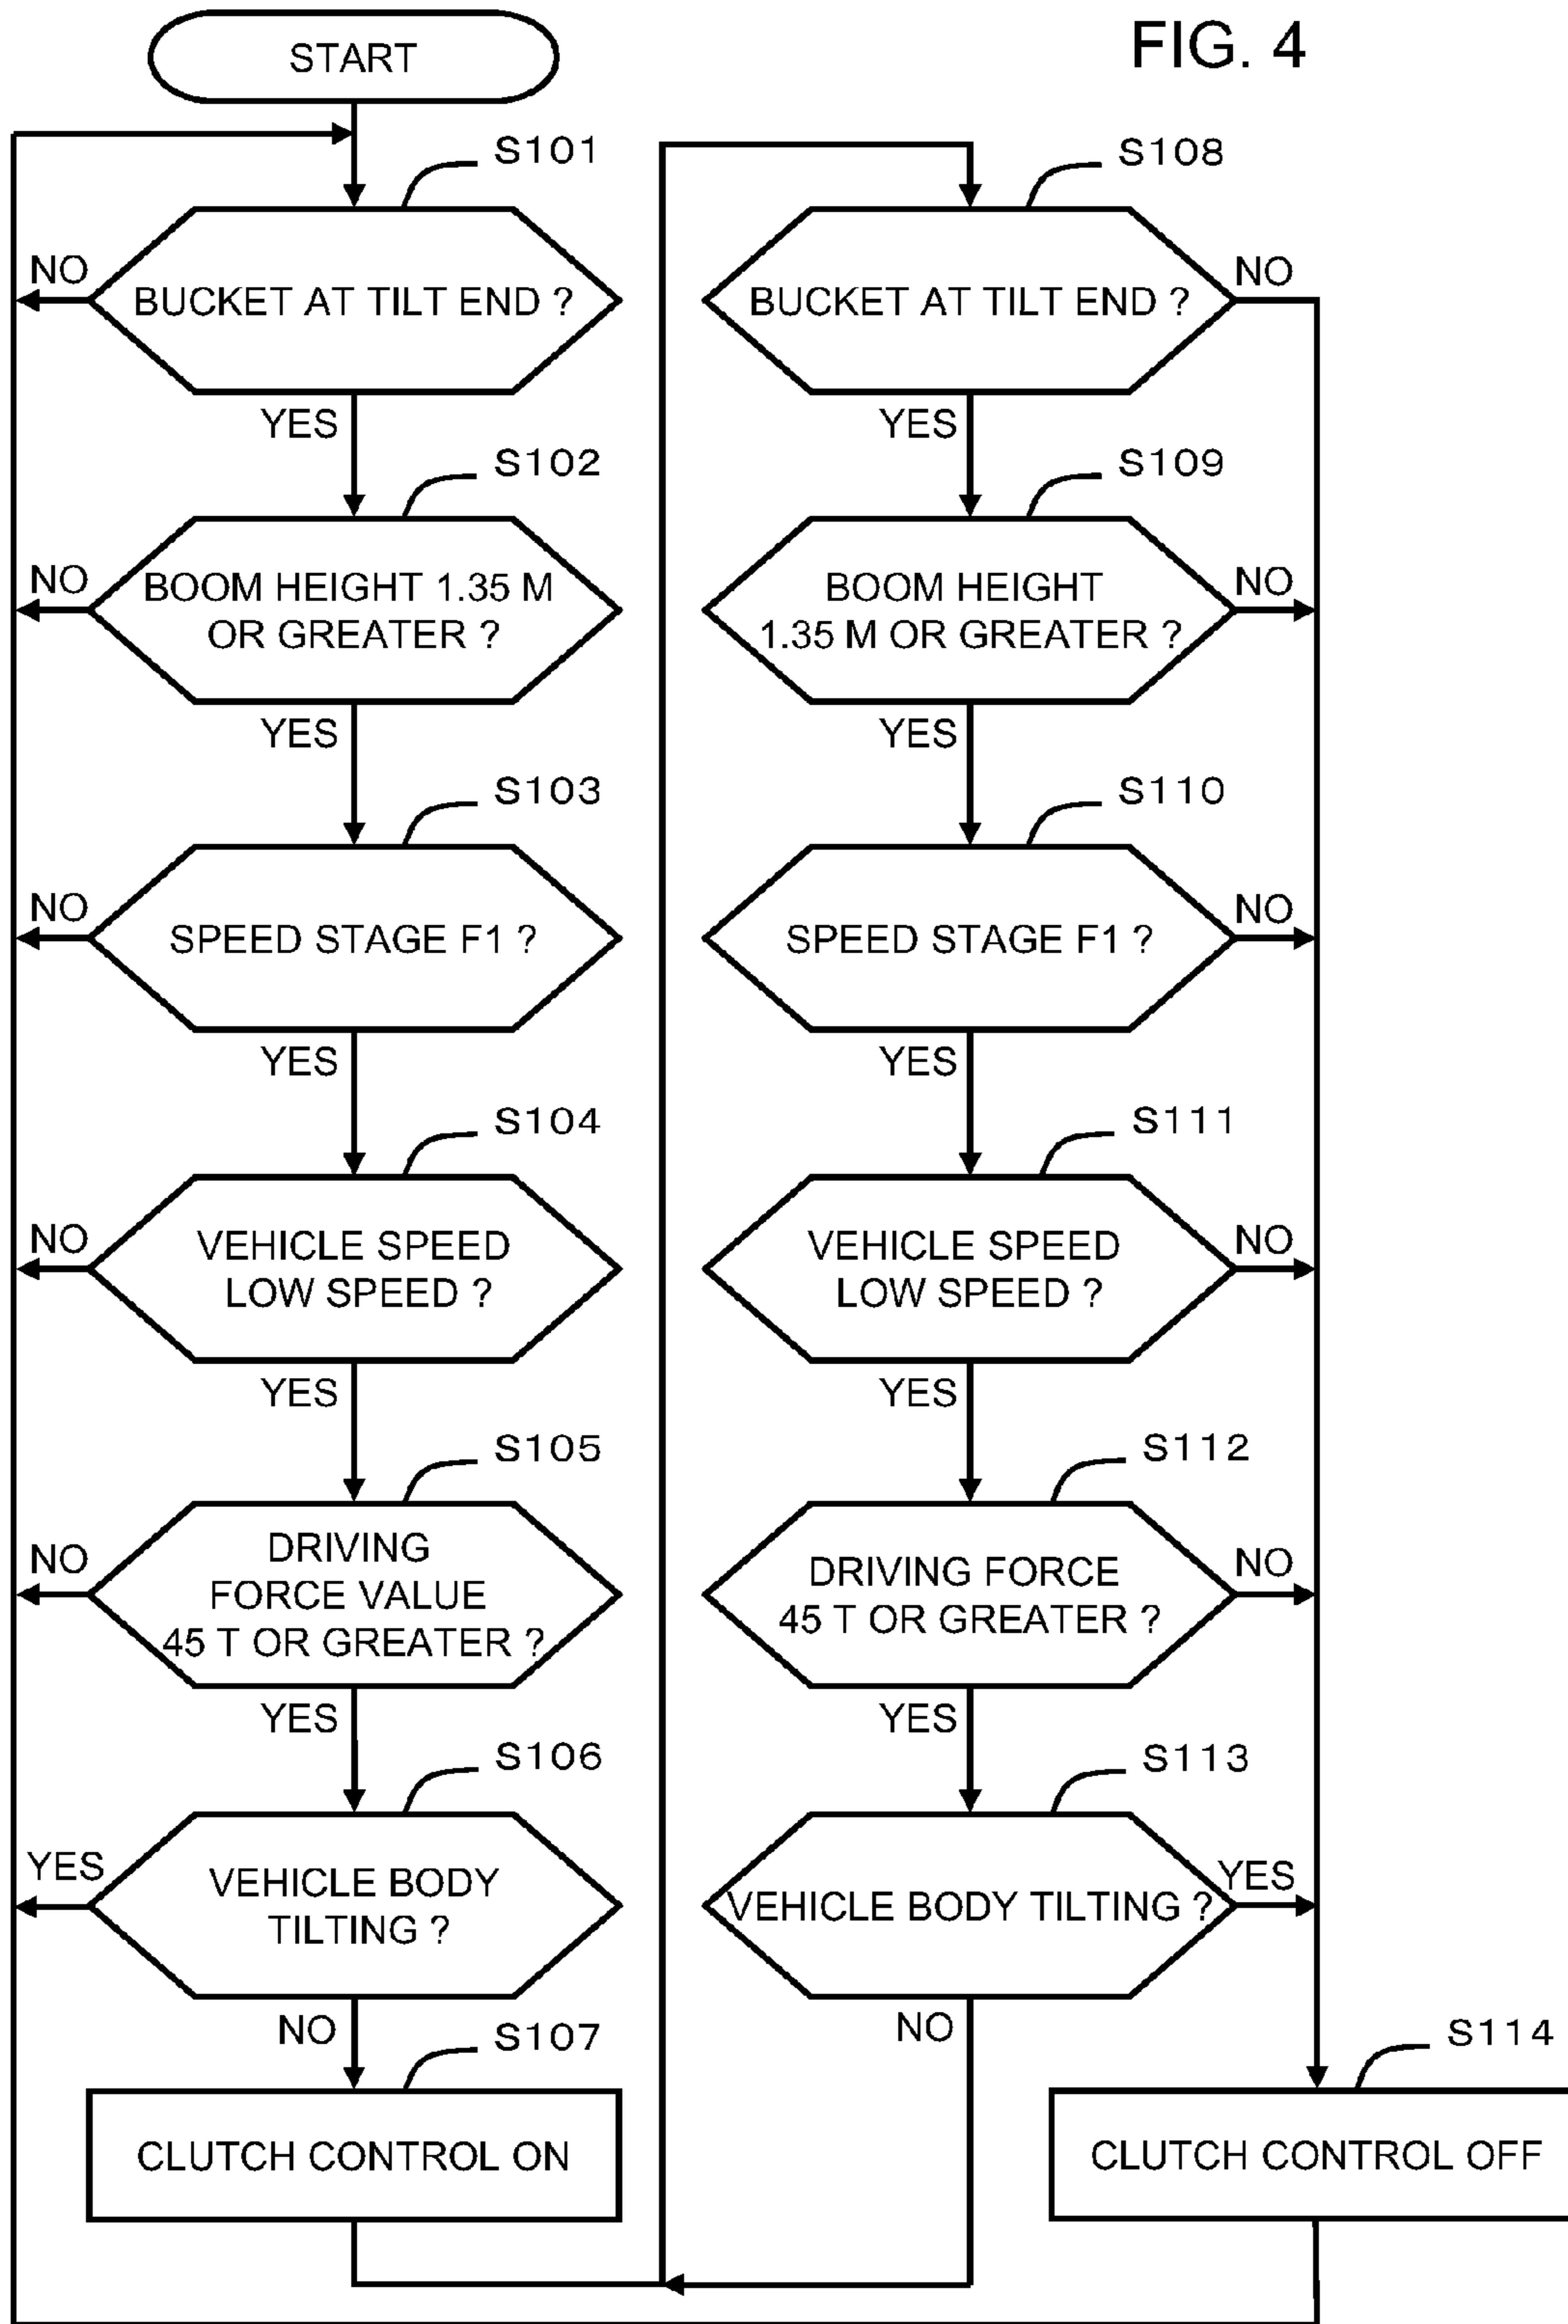 FIG. 4
START
S101
NO
BUCKET AT TILT END ?
YES
S102
NO
BOOM HEIGHT 1.35 M
OR GREATER ?
YES
S103
NO
SPEED STAGE F1 ?
YES
S104
NO
VEHICLE SPEED
LOW SPEED ?
YES
S105
NO
DRIVING
FORCE VALUE
45 T OR GREATER ?
YES
S106
YES
VEHICLE BODY
TILTING ?
NO
S107
CLUTCH CONTROL ON
S108
NO
BUCKET AT TILT END ?
YES
S109
NO
BOOM HEIGHT
1.35 M OR GREATER ?
YES
S110
NO
SPEED STAGE F1 ?
YES
S111
NO
VEHICLE SPEED
LOW SPEED ?
YES
S112
NO
DRIVING FORCE
45 T OR GREATER ?
YES
S113
YES
VEHICLE BODY TILTING ?
NO
S114
CLUTCH CONTROL OFF